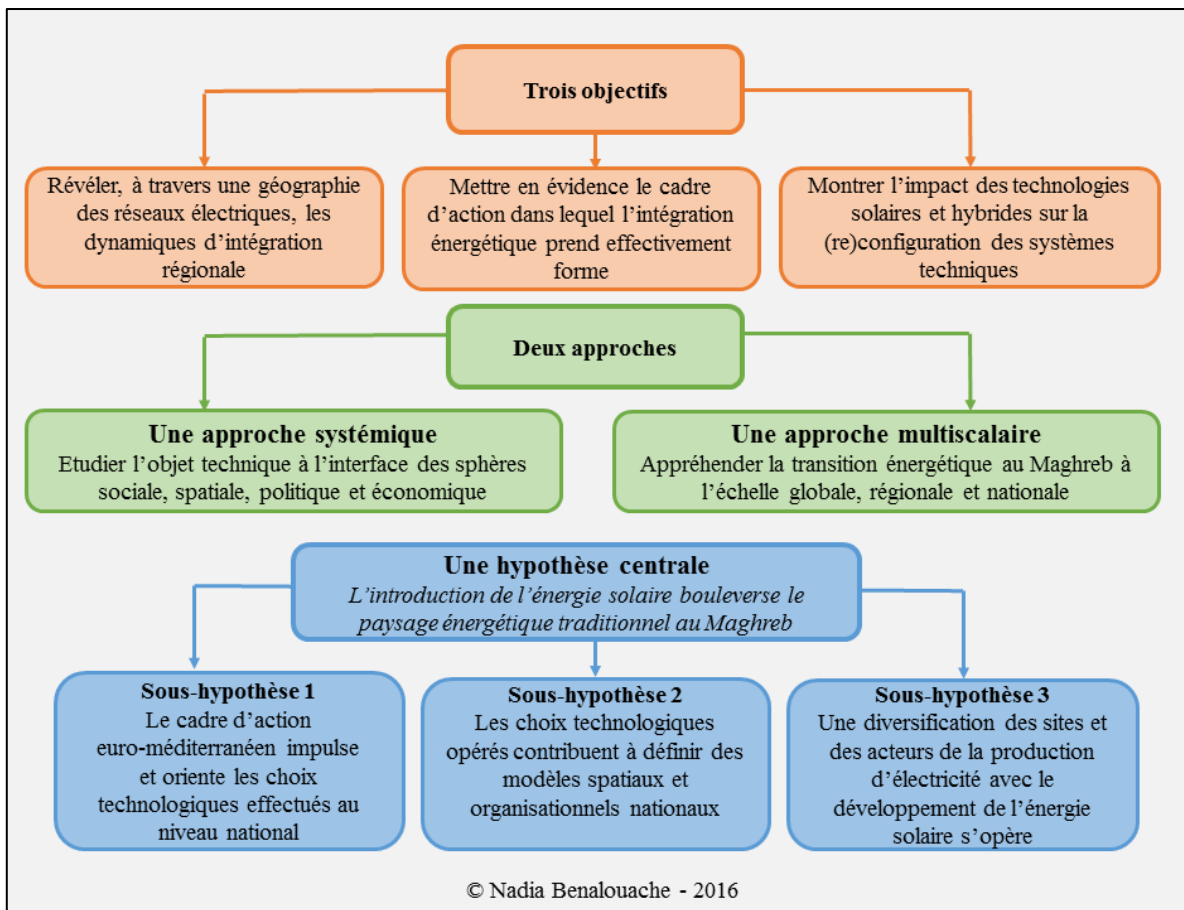 Trois objectifs
Révéler, à travers une géographie
des réseaux électriques, les
dynamiques d’intégration
régionale
Mettre en évidence le cadre
d’action dans lequel l’intégration
énergétique prend effectivement
forme
Montrer l’impact des technologies
solaires et hybrides sur la
(re)configuration des systèmes
techniques
Deux approches
Une approche systémique
Etudier l’objet technique à l’interface des sphères
sociale, spatiale, politique et économique
Une approche multiscalaire
Appréhender la transition énergétique au Maghreb à
l’échelle globale, régionale et nationale
Une hypothèse centrale
L’introduction de l’énergie solaire bouleverse le
paysage énergétique traditionnel au Maghreb
Sous-hypothèse 1
Le cadre d’action
euro-méditerranéen impulse
et oriente les choix
technologiques effectués au
niveau national
Sous-hypothèse 2
Les choix technologiques
opérés contribuent à définir des
modèles spatiaux et
organisationnels nationaux
Sous-hypothèse 3
Une diversification des sites et
des acteurs de la production
d’électricité avec le
développement de l’énergie
solaire s’opère
© Nadia Benalouache - 2016